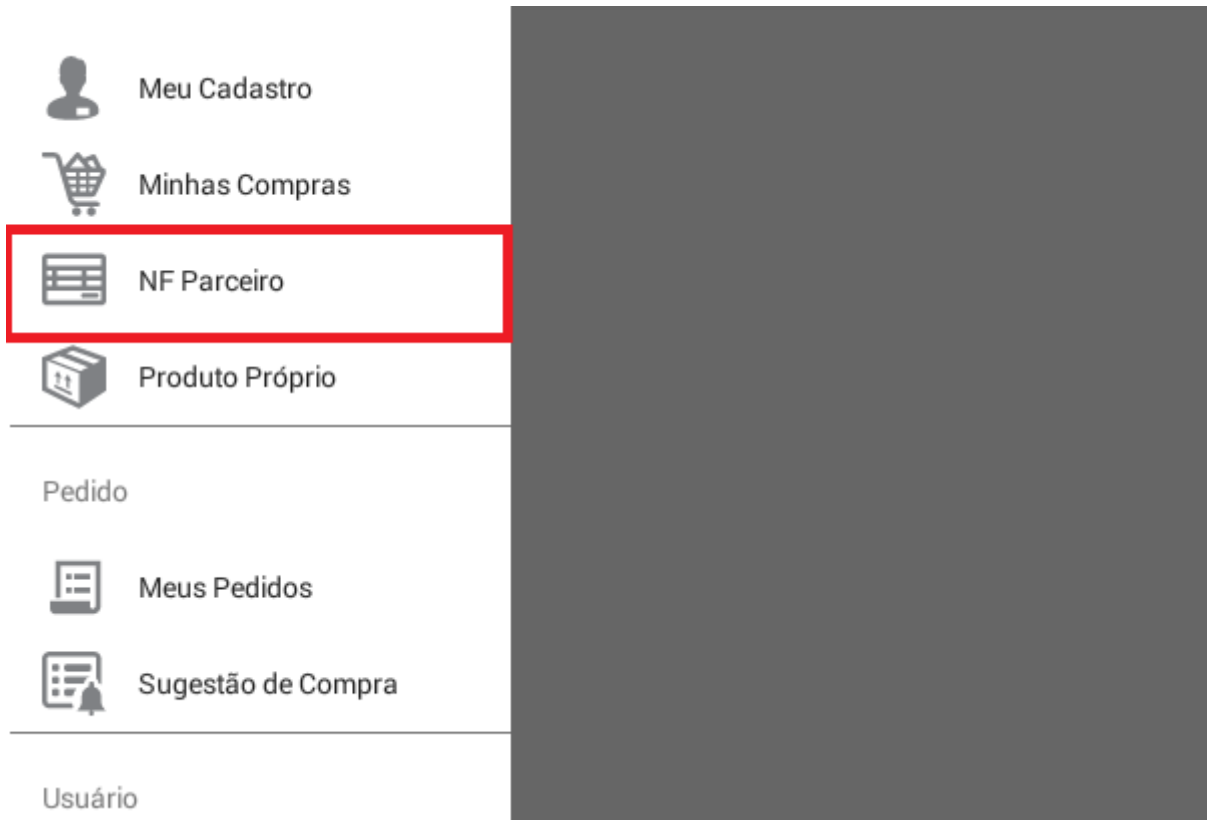 Meu Cadastro
Minhas Compras
NF Parceiro
Produto Próprio
Pedido
Meus Pedidos
Sugestão de Compra
Usuário